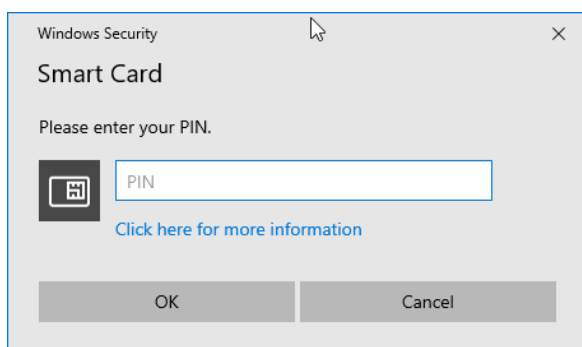 Windows Security
Smart Card
Please enter your PIN.
PIN
Click here for more information
OK
Cancel